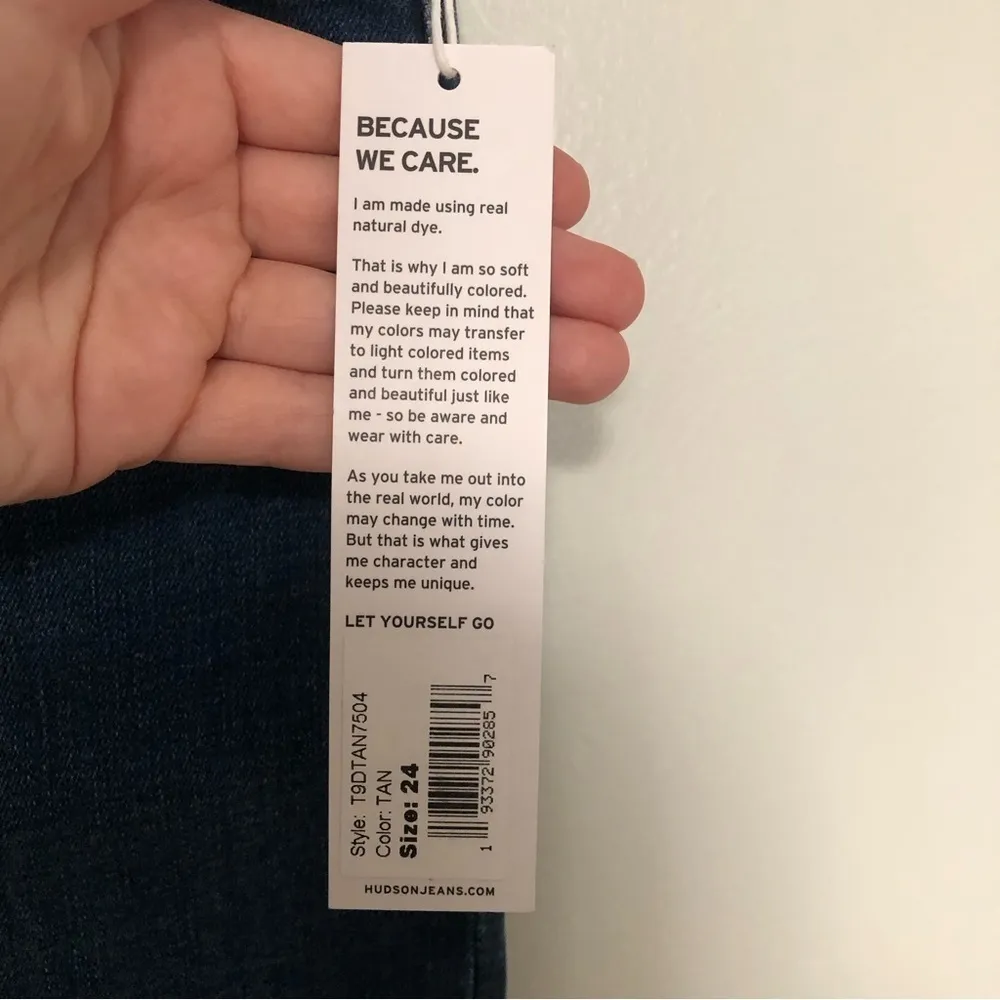 BECAUSE
WE CARE.
I am made using real
natural dye.
That is why I am so soft
and beautifully colored.
Please keep in mind that
my colors may transfer
to light colored items
and turn them colored
and beautiful just like
me - so be aware and
wear with care.
As you take me out into
the real world, my color
may change with time.
But that is what gives
me character and
keeps me unique.
LET YOURSELF GO
Style: T9DTAN7504
Color: TAN
Size: 24
1 93372 90285 7
HUDSONJEANS.COM